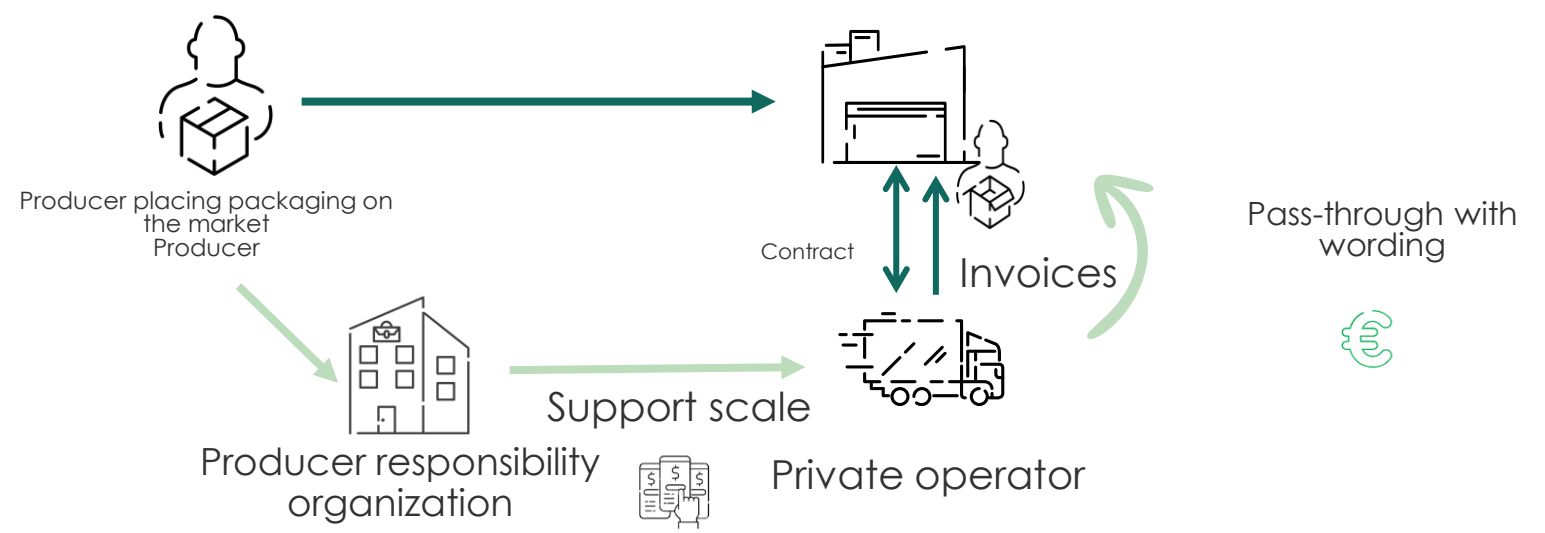 Producer placing packaging on
the market
Producer
Pass-through with
wording
Contract
Invoices
Support scale
Producer responsibility
organization
$ $ $
Private operator